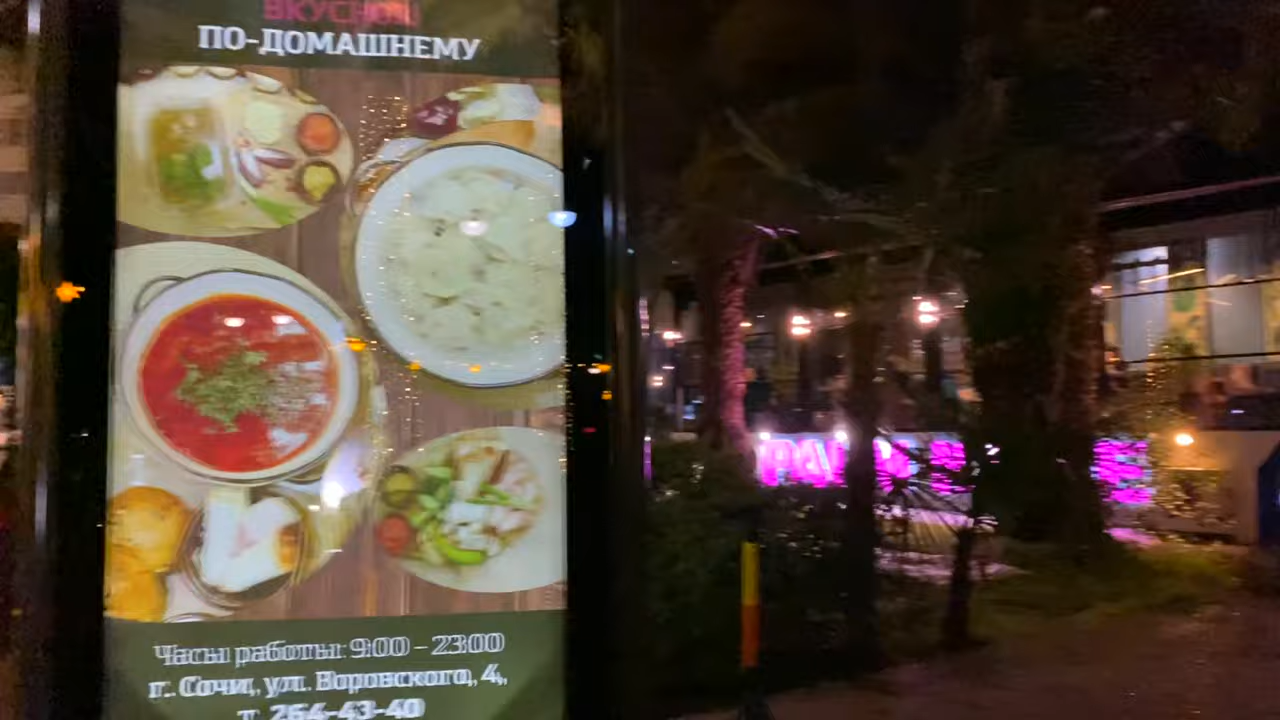 ВКУСНО!
ПО-ДОМАШНЕМУ
Часы работы: 9:00 – 23:00
г. Сочи, ул. Воровского, 4,
т. 264-43-40